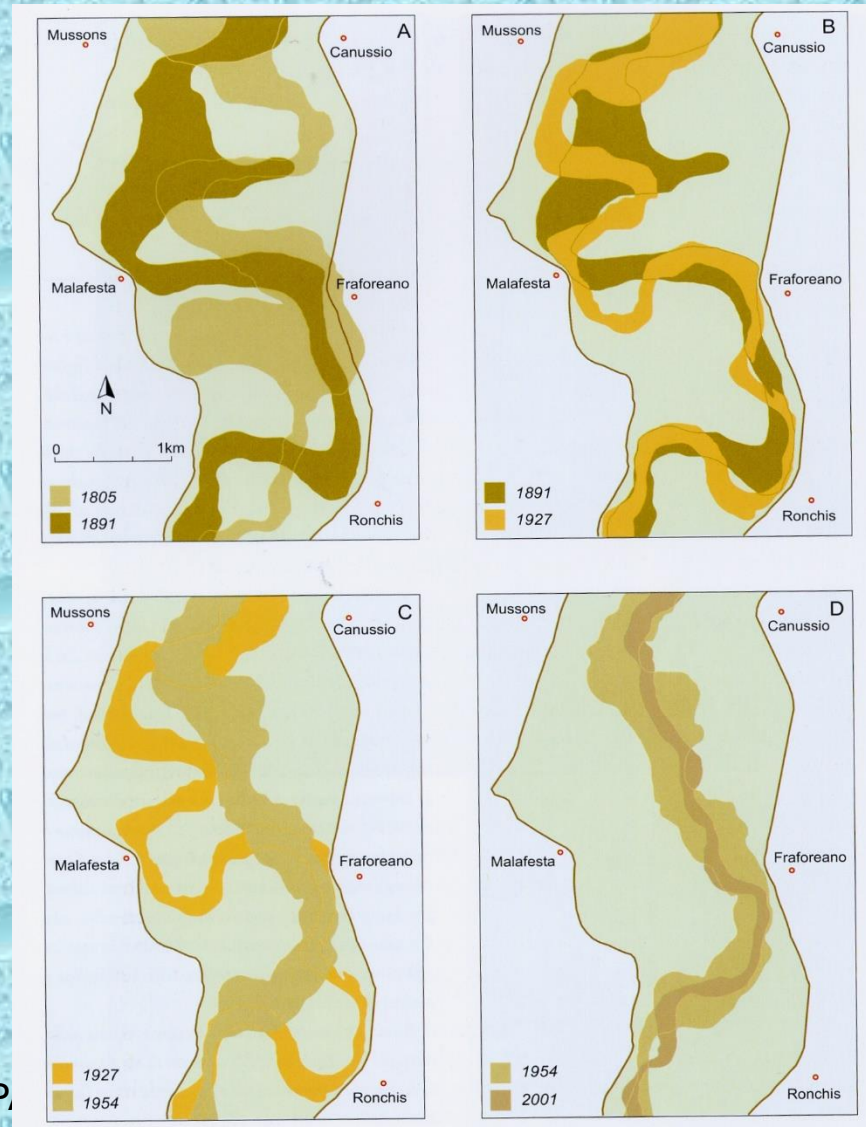 A
Mussons
Canussio
Malafesta
Fraforeano
N
0 1km
1805
1891
Ronchis
B
Mussons
Canussio
Malafesta
Fraforeano
1891
1927
Ronchis
C
Mussons
Canussio
Malafesta
Fraforeano
1927
1954
Ronchis
D
Mussons
Canussio
Malafesta
Fraforeano
1954
2001
Ronchis